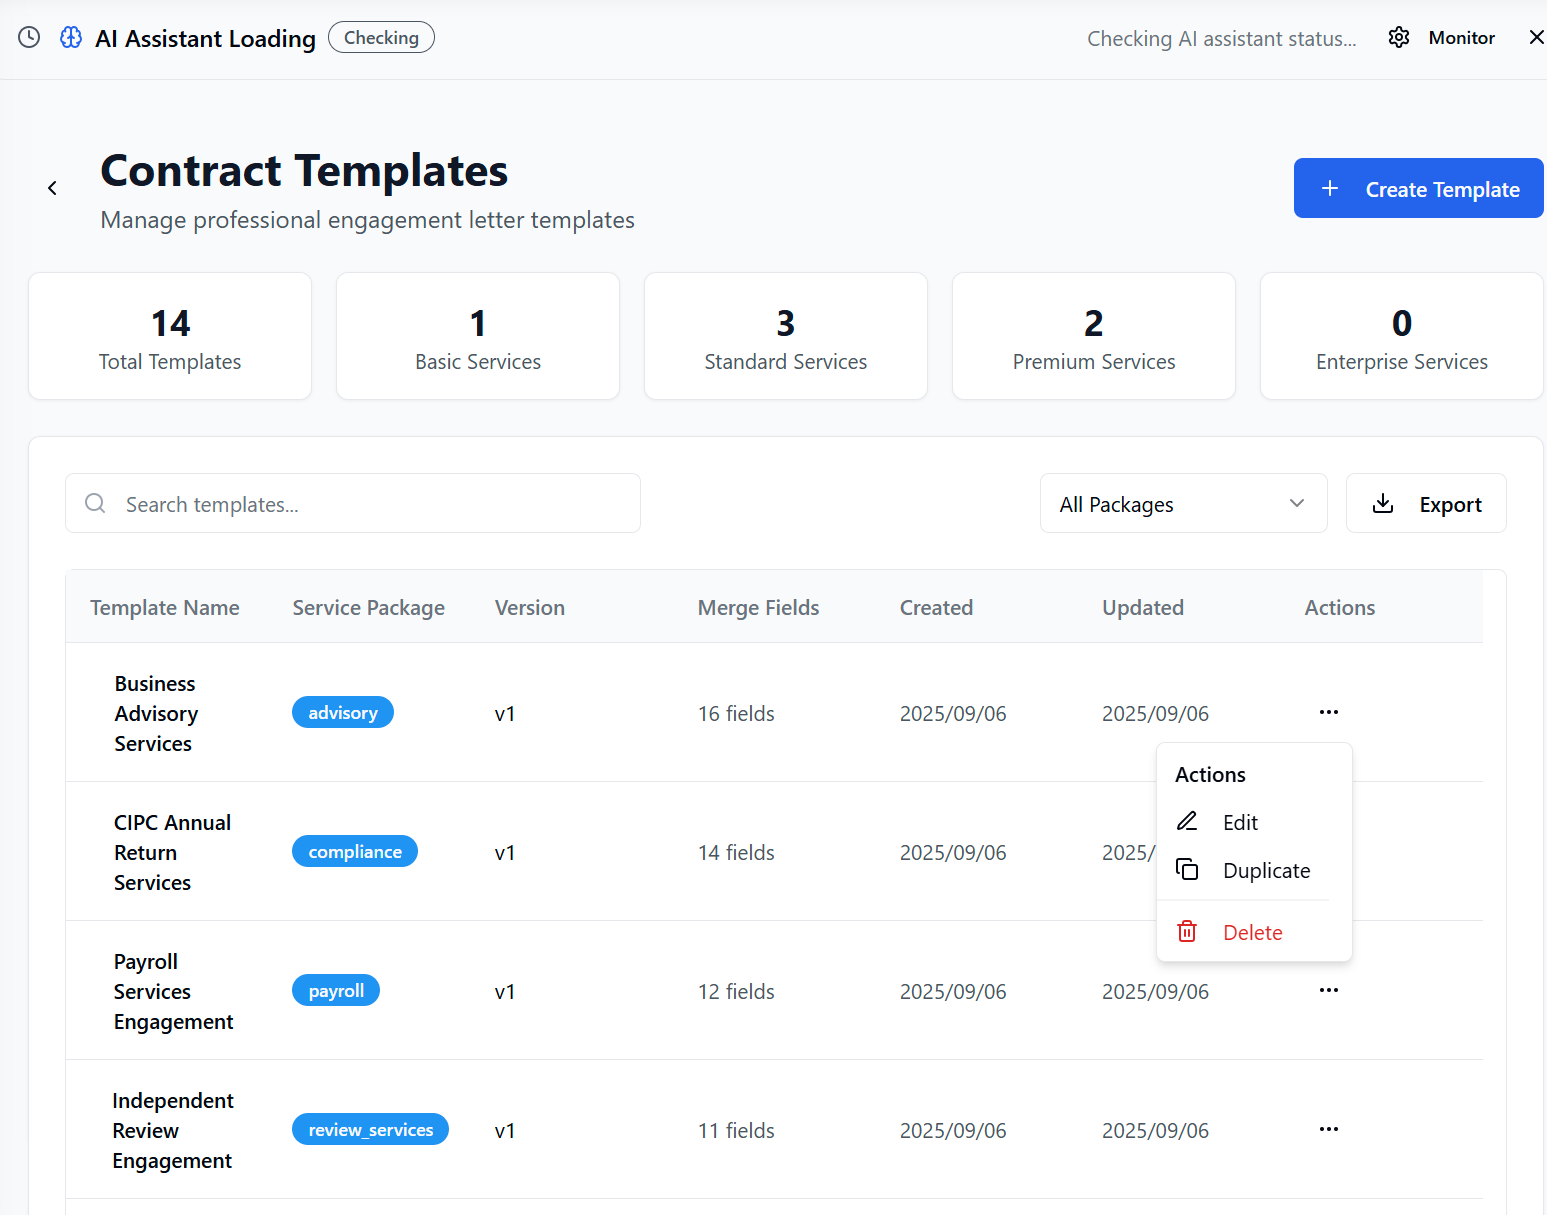 AI Assistant Loading Checking Checking AI assistant status... Monitor
Contract Templates
Manage professional engagement letter templates
Create Template
14
Total Templates
1
Basic Services
3
Standard Services
2
Premium Services
0
Enterprise Services
Search templates...
All Packages
Export
Template Name Service Package Version Merge Fields Created Updated Actions
Business
Advisory
Services
advisory
v1
16 fields
2025/09/06
2025/09/06
Actions
Edit
Duplicate
Delete
CIPC Annual
Return
Services
compliance
v1
14 fields
2025/09/06
2025/
Payroll
Services
Engagement
payroll
v1
12 fields
2025/09/06
2025/09/06
Independent
Review
Engagement
review_services
v1
11 fields
2025/09/06
2025/09/06